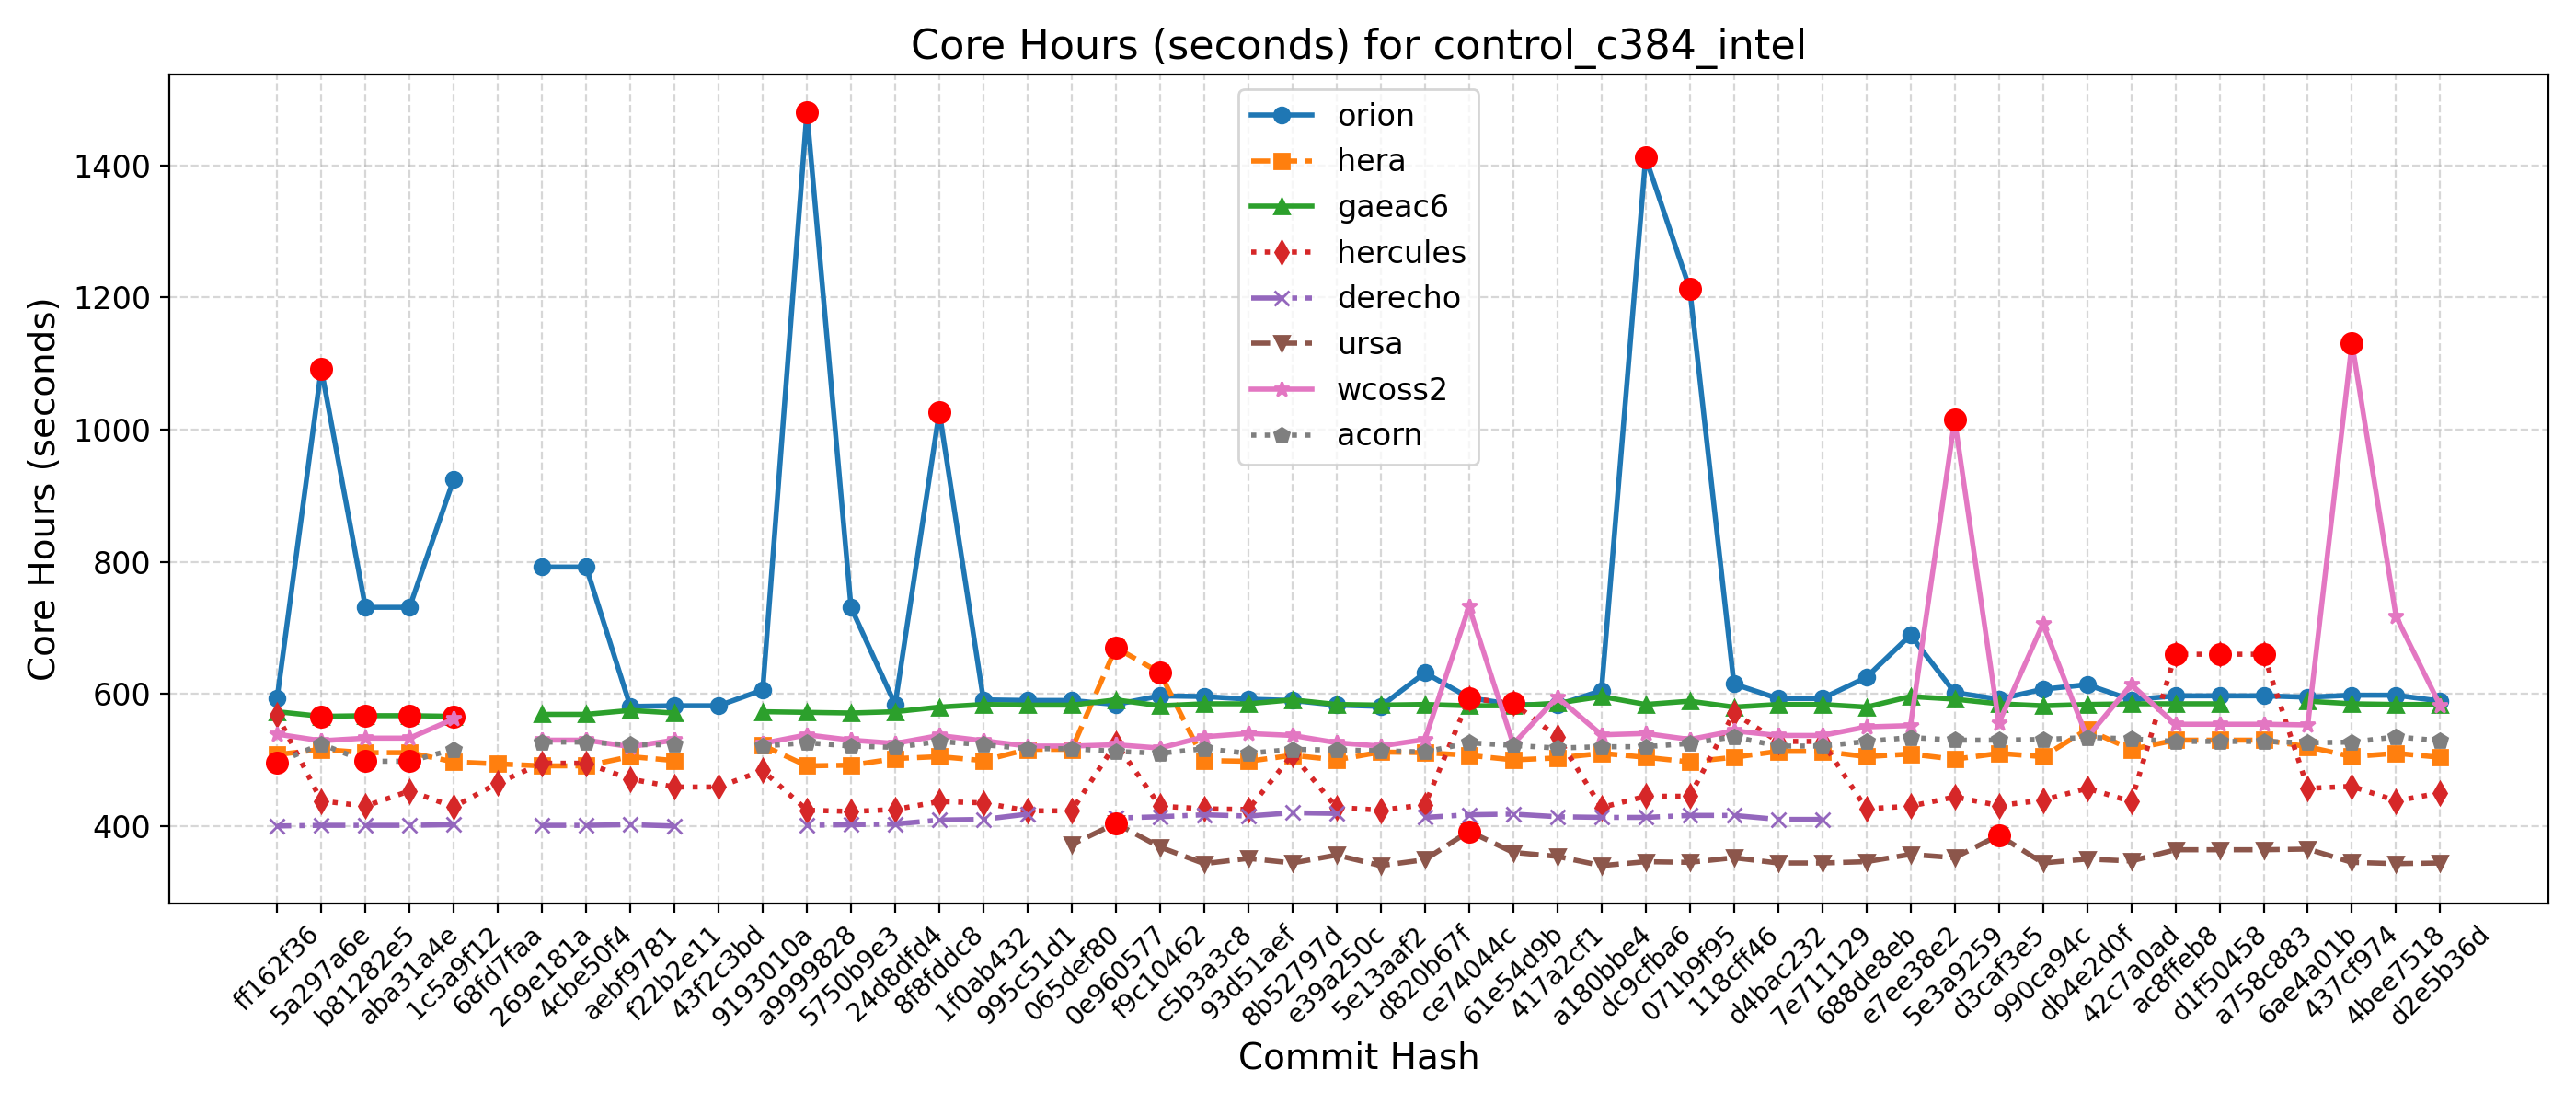 Core Hours (seconds) for control_c384_intel
Core Hours (seconds)
1400
1200
1000
800
600
400
orion
hera
gaeac6
hercules
derecho
ursa
wcoss2
acorn
ff162f36
5a297a6e
b81282e5
aba31a4e
1c5a9f12
68fd7faa
269e181a
4cbe50f4
aebf9781
f22b2e11
43f2c3bd
9193010a
a9999828
5750b9e3
24d8dfd4
8f8fddc8
1f0ab432
995c51d1
065def80
0e960577
f9c10462
c5b3a3c8
93d51aef
8b52797d
e39a250c
5e13aaf2
d820b67f
ce74044c
61e54d9b
417a2cf1
a180bbe4
dc9cfba6
071b9f95
118cff46
d4bac232
7e711129
688de8eb
e7ee38e2
5e3a9259
d3caf3e5
990ca94c
db4e2d0f
42c7a0ad
ac8ffeb8
d1f50458
a758c883
6ae4a01b
437cf974
4bee7518
d2e5b36d
Commit Hash